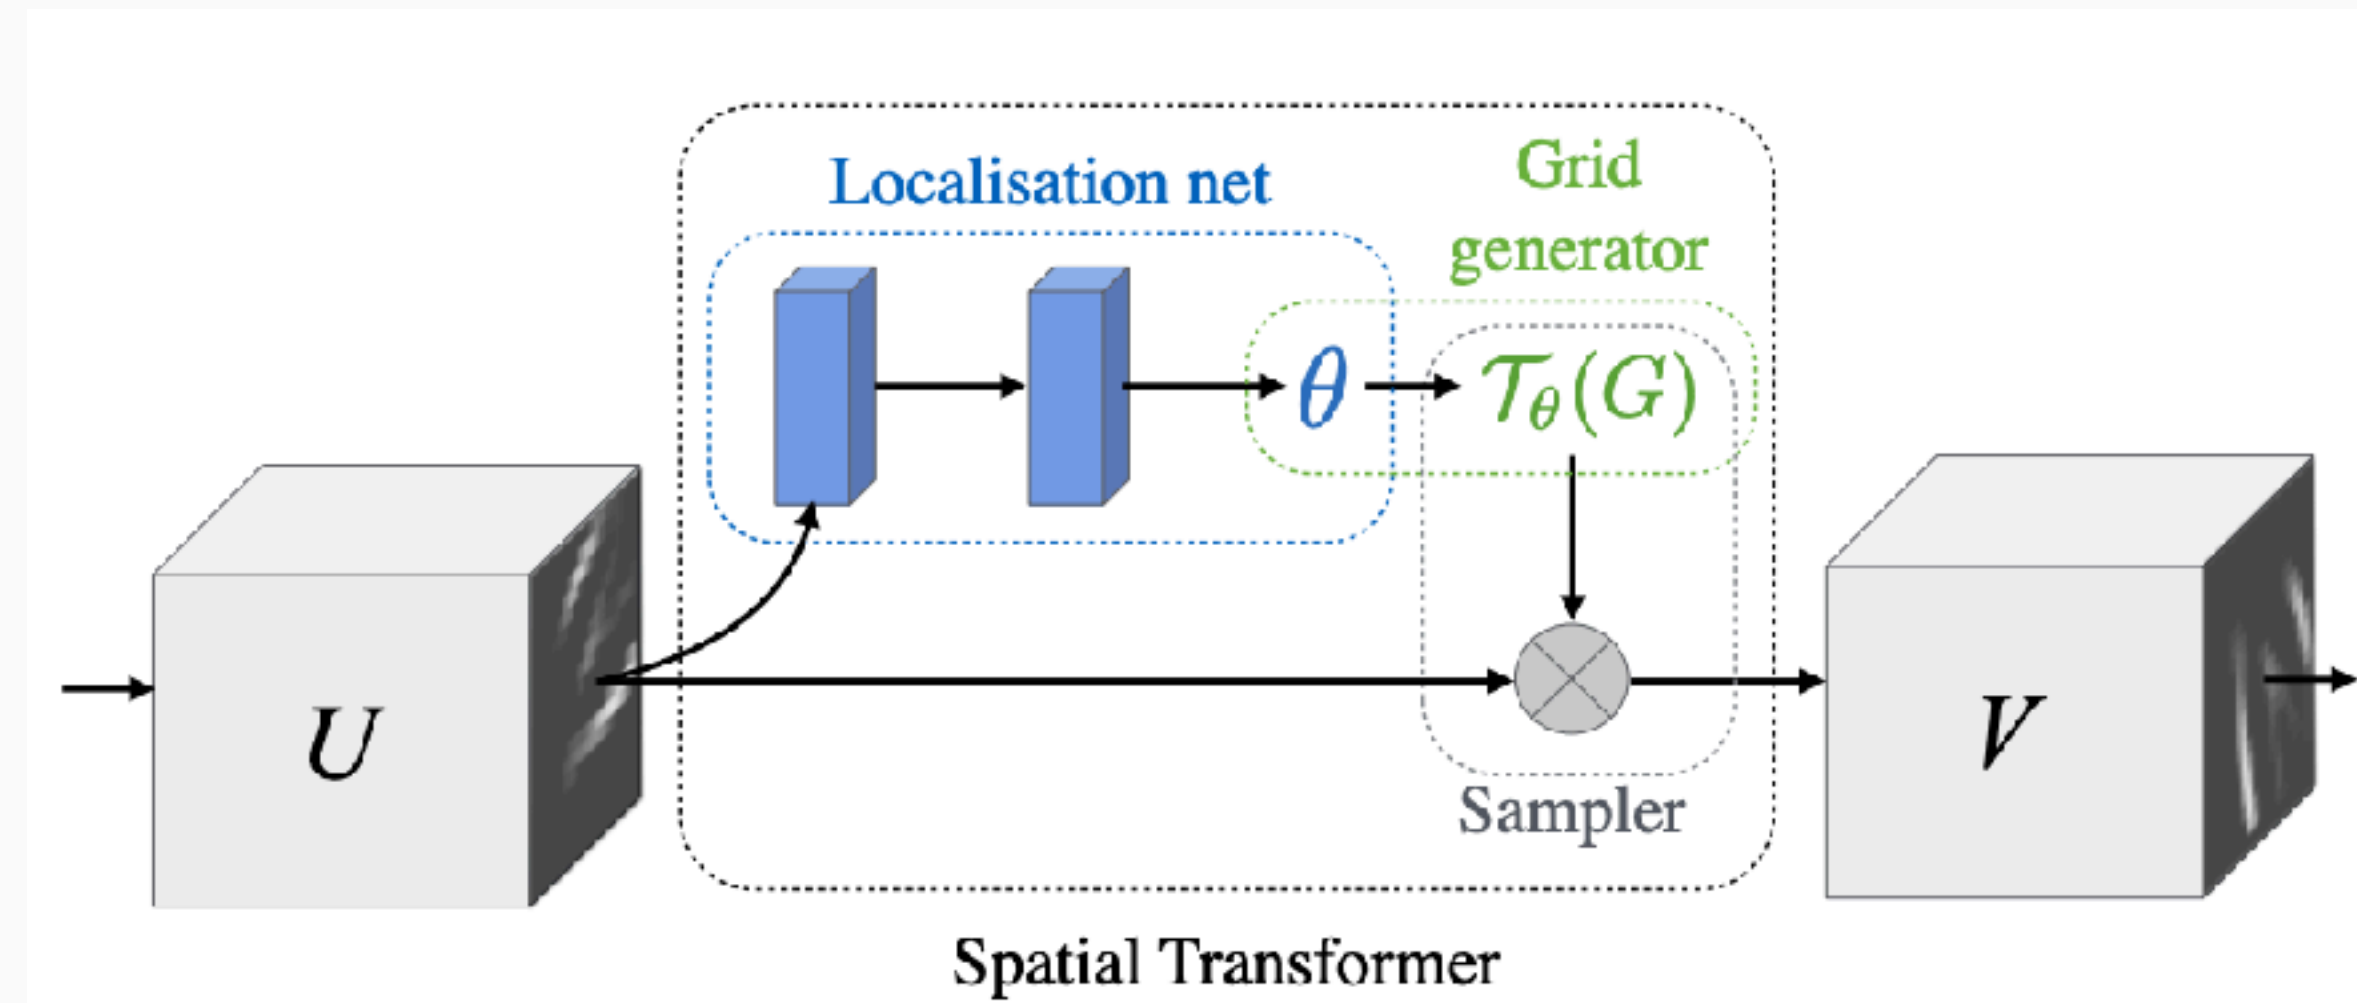 Localisation net
Grid
generator
θ
𝒯θ(G)
U
V
Sampler
Spatial Transformer